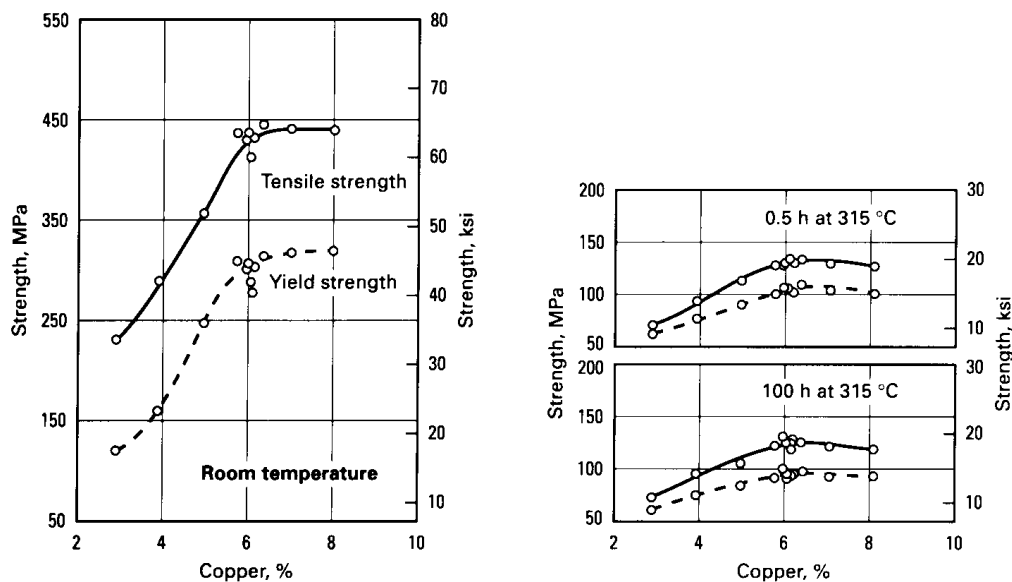 550
450
350
250
150
50
Strength, MPa
80
70
60
50
40
30
20
10
Strength, ksi
Tensile strength
Yield strength
Room temperature
2 4 6 8 10
Copper, %
200
150
100
50
0.5 h at 315 °C
30
20
10
200
150
100
50
100 h at 315 °C
30
20
10
Strength, MPa
Strength, ksi
2 4 6 8 10
Copper, %